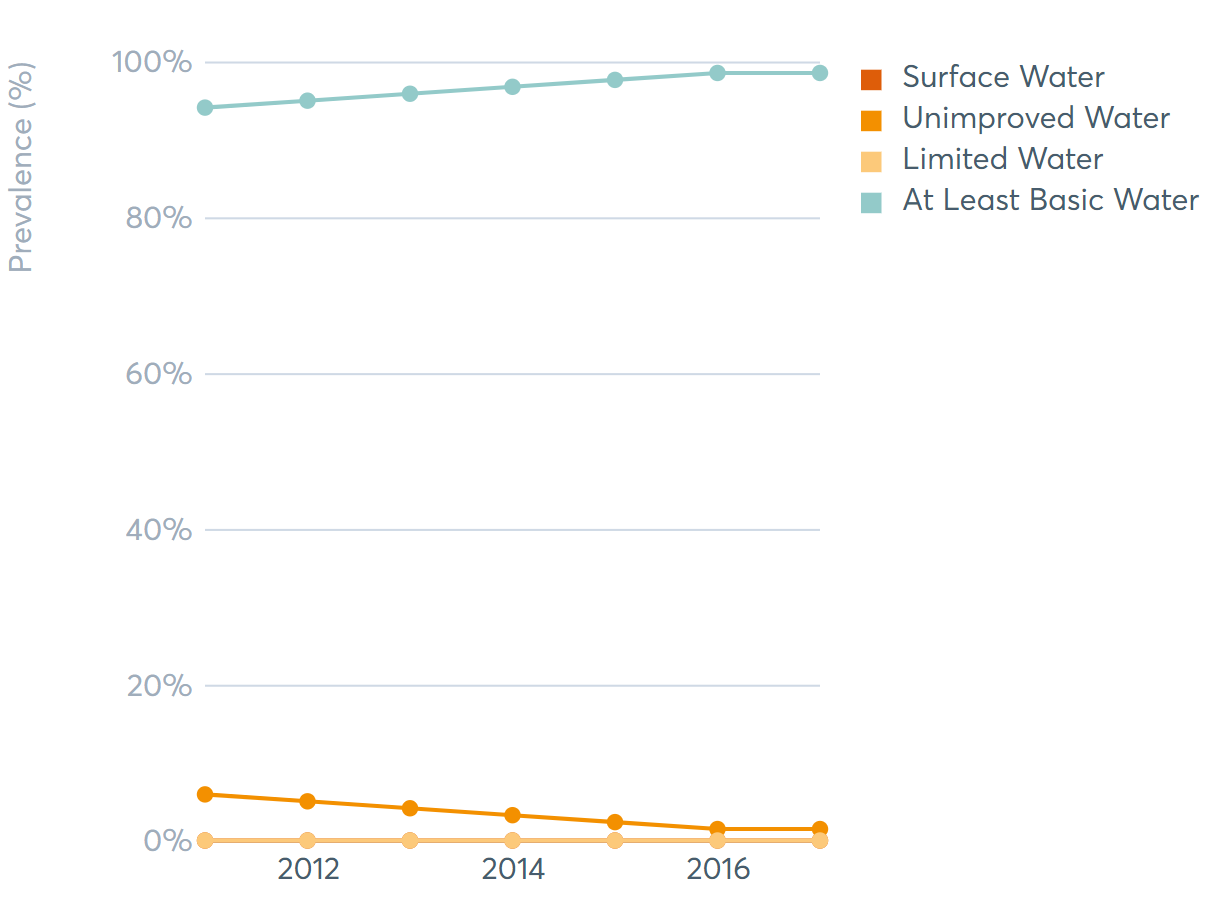 Prevalence (%)
100%
80%
60%
40%
20%
0%
2012
2014
2016
Surface Water
Unimproved Water
Limited Water
At Least Basic Water